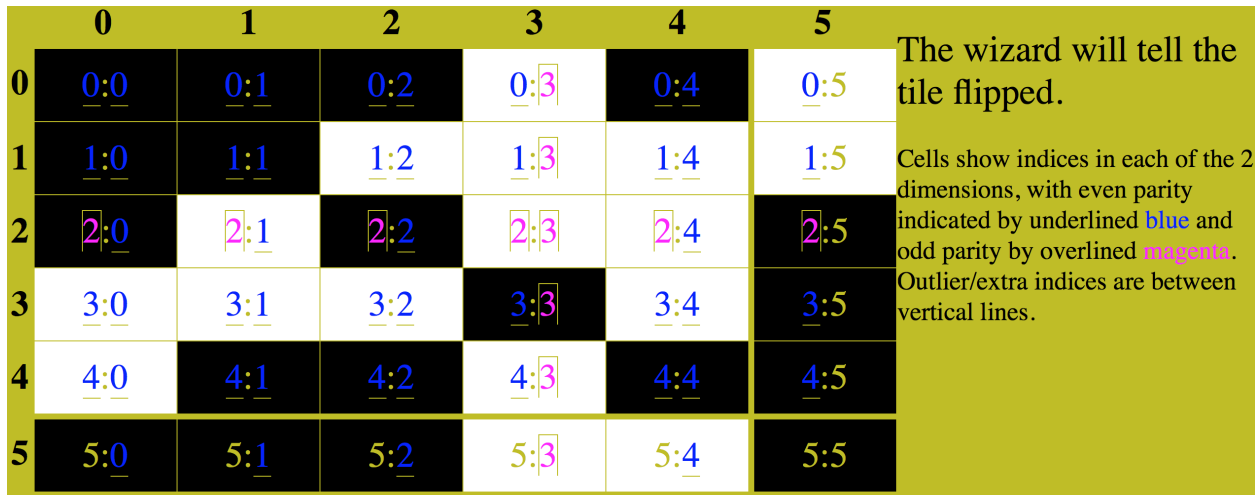 0 1 2 3 4 5
0 0:0 0:1 0:2 0:3 0:4 0:5
1 1:0 1:1 1:2 1:3 1:4 1:5
2 2:0 2:1 2:2 2:3 2:4 2:5
3 3:0 3:1 3:2 3:3 3:4 3:5
4 4:0 4:1 4:2 4:3 4:4 4:5
5 5:0 5:1 5:2 5:3 5:4 5:5
The wizard will tell the
tile flipped.
Cells show indices in each of the 2
dimensions, with even parity
indicated by underlined blue and
odd parity by overlined magenta.
Outlier/extra indices are between
vertical lines.